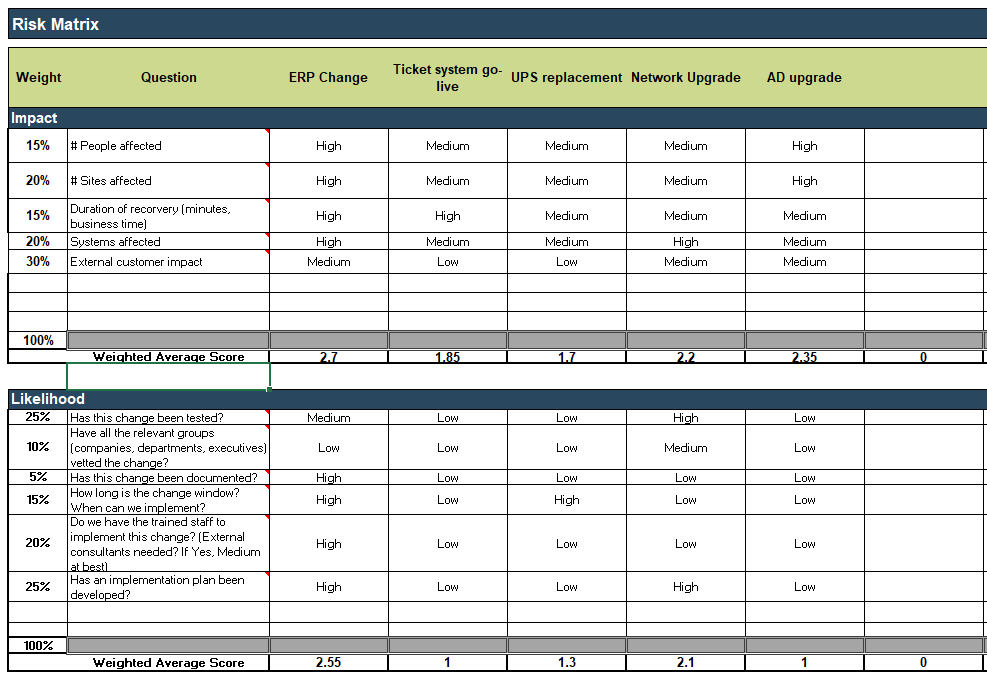 Risk Matrix
Weight Question ERP Change Ticket system go-live UPS replacement Network Upgrade AD upgrade
Impact
15% # People affected High Medium Medium Medium High
20% # Sites affected High Medium Medium Medium High
15% Duration of recorvery (minutes, business time) High High Medium Medium Medium
20% Systems affected High Medium Medium High Medium
30% External customer impact Medium Low Low Medium Medium
100%
Weighted Average Score 2.7 1.85 1.7 2.2 2.35 0
Likelihood
25% Has this change been tested? Medium Low Low High Low
10% Have all the relevant groups (companies, departments, executives) vetted the change? Low Low Low Medium Low
5% Has this change been documented? High Low Low Low Low
15% How long is the change window? When can we implement? High Low High Low Low
20% Do we have the trained staff to implement this change? (External consultants needed? If Yes, Medium at best) High Low Low Low Low
25% Has an implementation plan been developed? High Low Low High Low
100%
Weighted Average Score 2.55 1 1.3 2.1 1 0